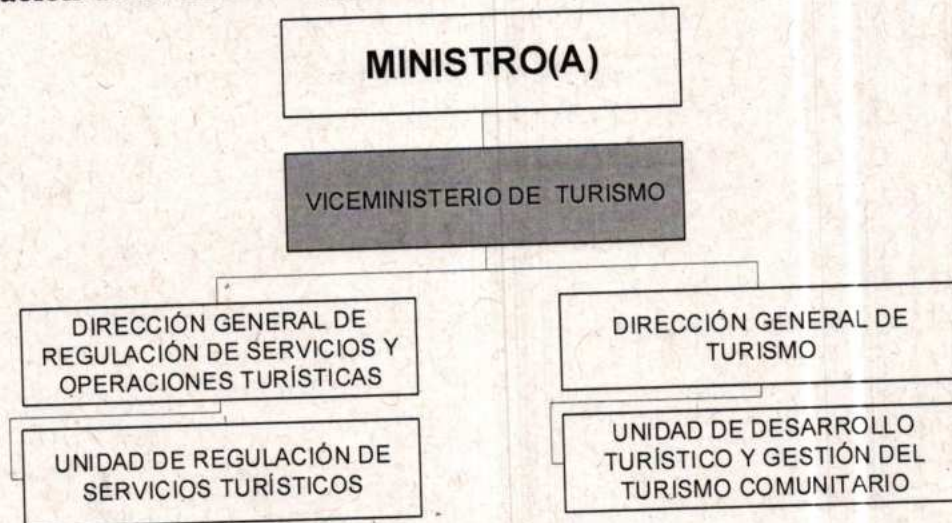 MINISTRO(A)
VICEMINISTERIO DE TURISMO
DIRECCIÓN GENERAL DE
REGULACIÓN DE SERVICIOS Y
OPERACIONES TURÍSTICAS
UNIDAD DE REGULACIÓN DE
SERVICIOS TURÍSTICOS
DIRECCIÓN GENERAL DE
TURISMO
UNIDAD DE DESARROLLO
TURÍSTICO Y GESTIÓN DEL
TURISMO COMUNITARIO